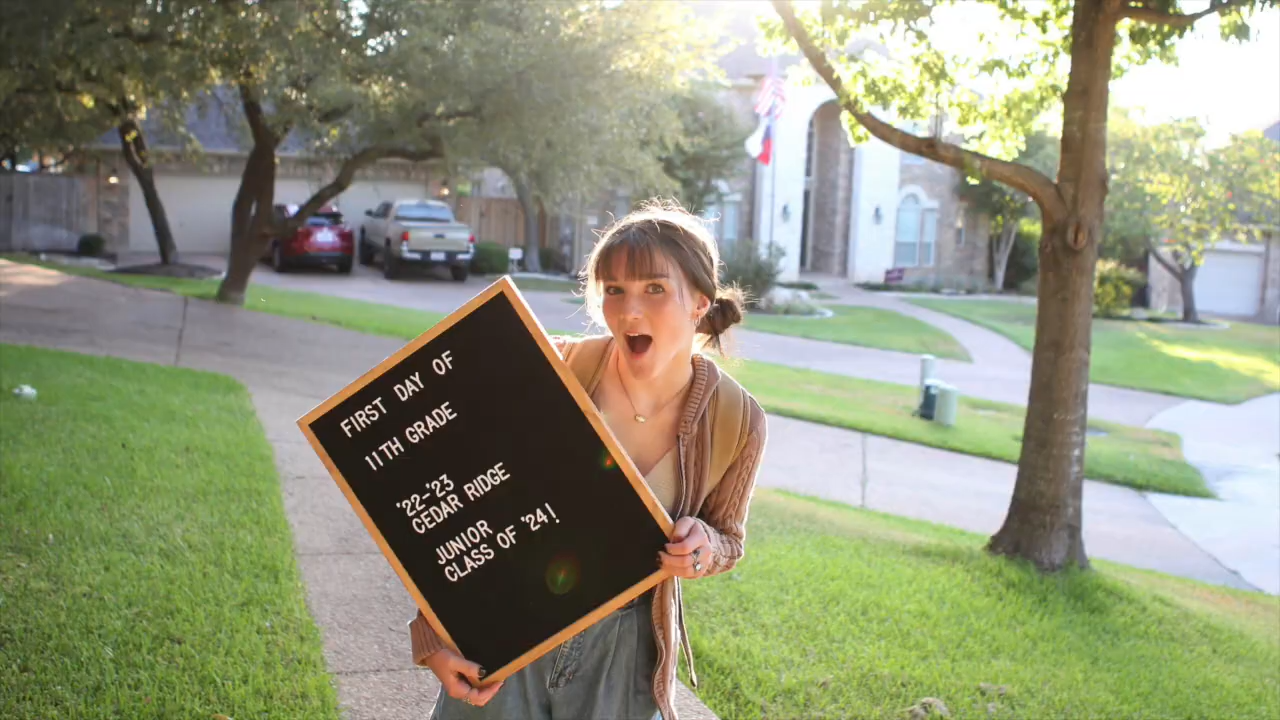 FIRST DAY OF
11TH GRADE
'22-'23
CEDAR RIDGE
JUNIOR
CLASS OF '24!